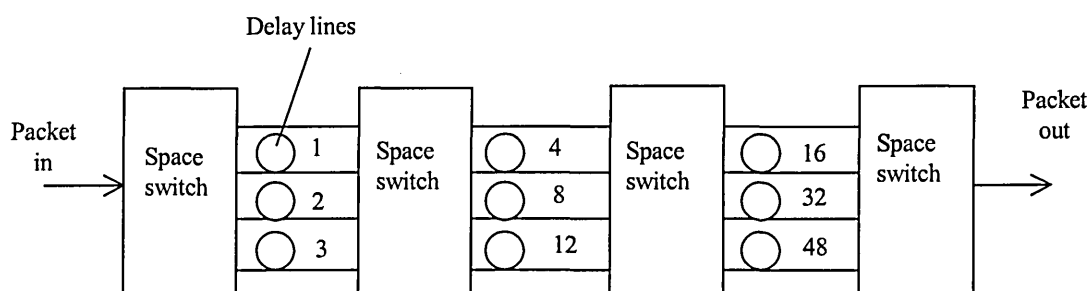 Delay lines
Packet
in
Space
switch
1
2
3
Space
switch
4
8
12
Space
switch
16
32
48
Space
switch
Packet
out